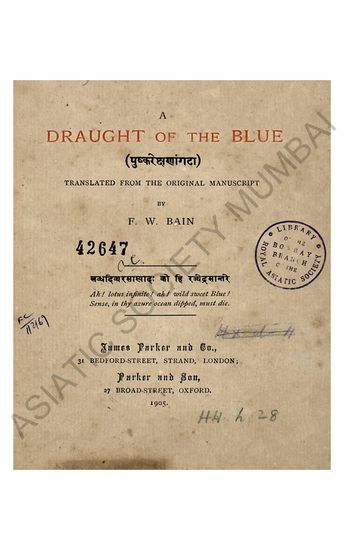 A
DRAUGHT OF THE BLUE
TRANSLATED FROM THE ORIGINAL MANUSCRIPT
BY
F. W. BAIN
42647
Ah! lotus infinite! ah! wild sweet Blue!
Sense, in thy azure ocean dipped, must die.
LIBRARY
OF THE
BOMBAY
BRANCH
OF THE
ROYAL ASIATIC SOCIETY
James Parker and Co.,
31 BEDFORD-STREET, STRAND, LONDON;
Parker and Son,
27 BROAD-STREET, OXFORD.
1905.
HH. h. 28
ASIATIC SOCIETY MUMBAI